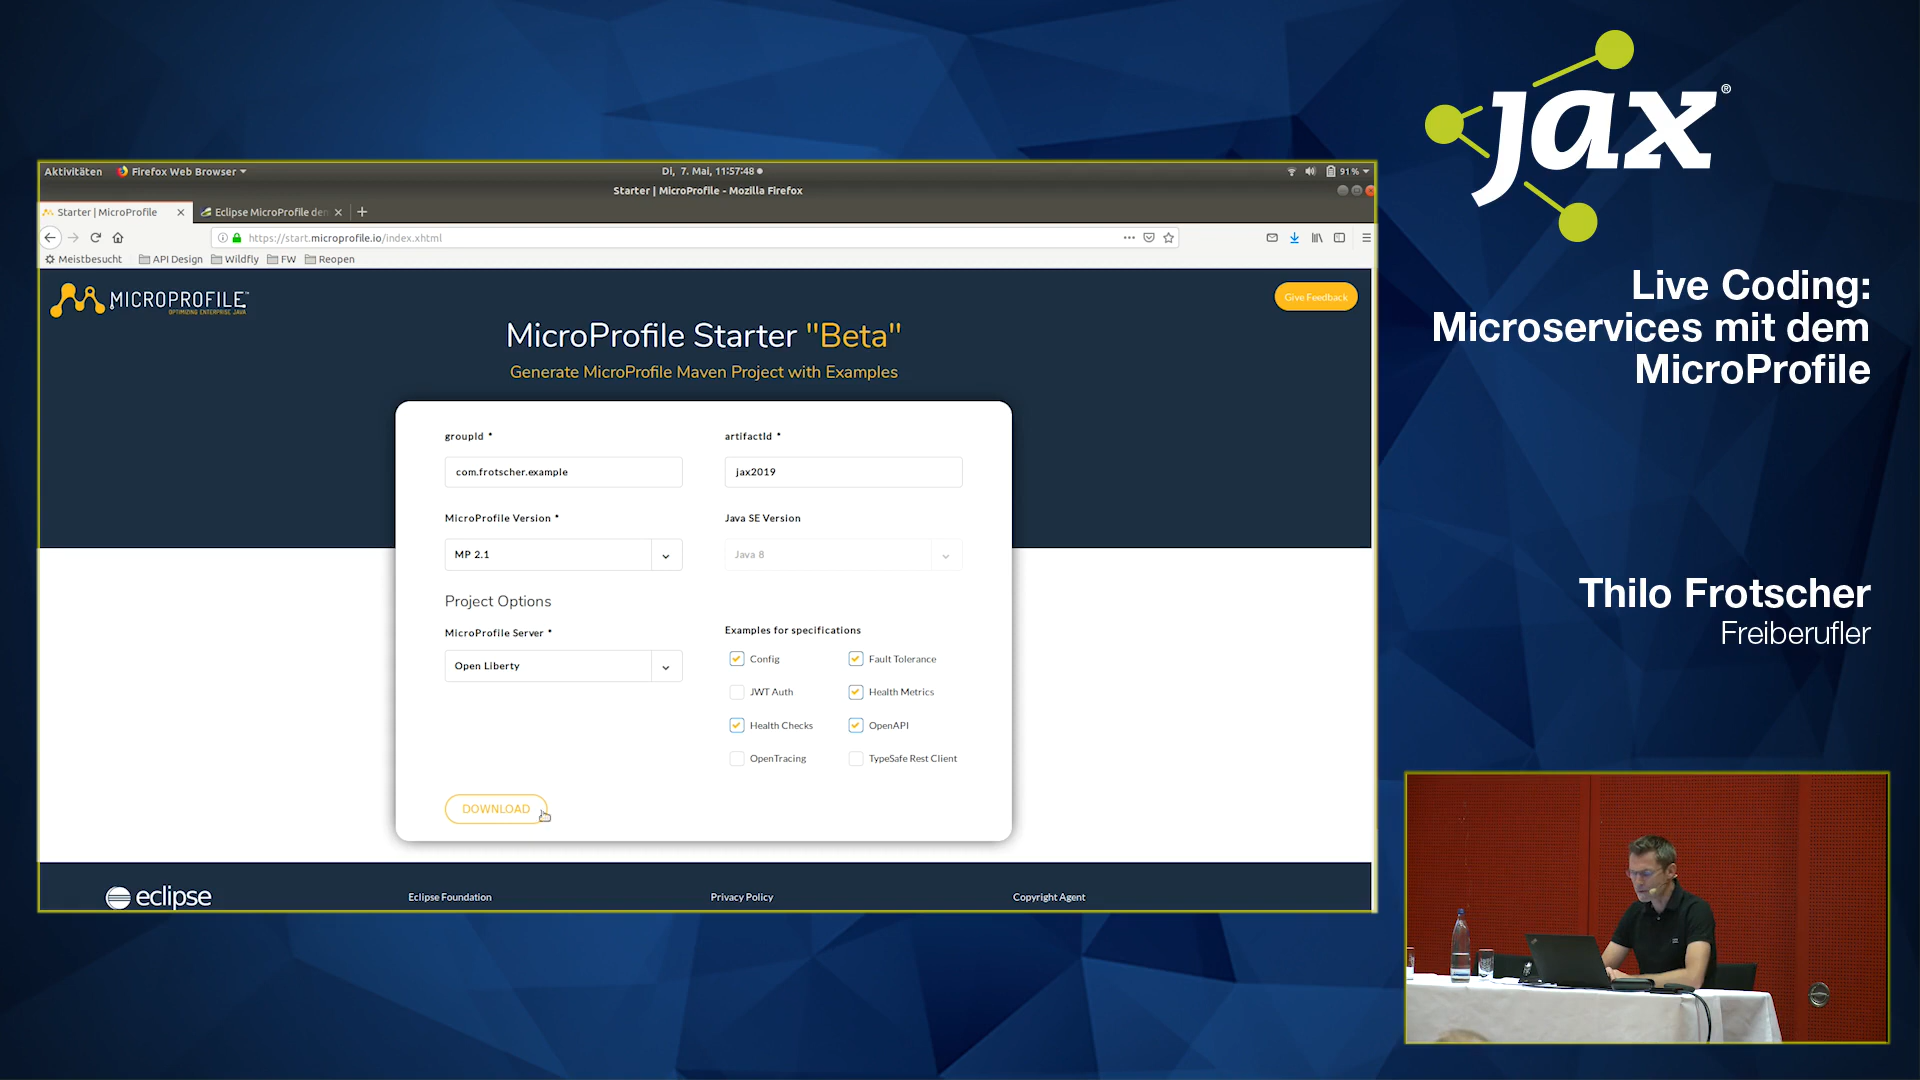 Aktivitäten
Firefox Web Browser
Di, 7. Mai, 11:57:48
91%
Starter | MicroProfile - Mozilla Firefox
Starter | MicroProfile
Eclipse MicroProfile den
https://start.microprofile.io/index.xhtml
Meistbesucht
API Design
Wildfly
FW
Reopen
MICROPROFILE™
OPTIMIZING ENTERPRISE JAVA
Give Feedback
MicroProfile Starter "Beta"
Generate MicroProfile Maven Project with Examples
groupId *
artifactId *
com.frotscher.example
jax2019
MicroProfile Version *
Java SE Version
MP 2.1
Java 8
Project Options
MicroProfile Server *
Examples for specifications
Open Liberty
Config
Fault Tolerance
JWT Auth
Health Metrics
Health Checks
OpenAPI
OpenTracing
TypeSafe Rest Client
DOWNLOAD
eclipse
Eclipse Foundation
Privacy Policy
Copyright Agent
jax®
Live Coding:
Microservices mit dem
MicroProfile
Thilo Frotscher
Freiberufler